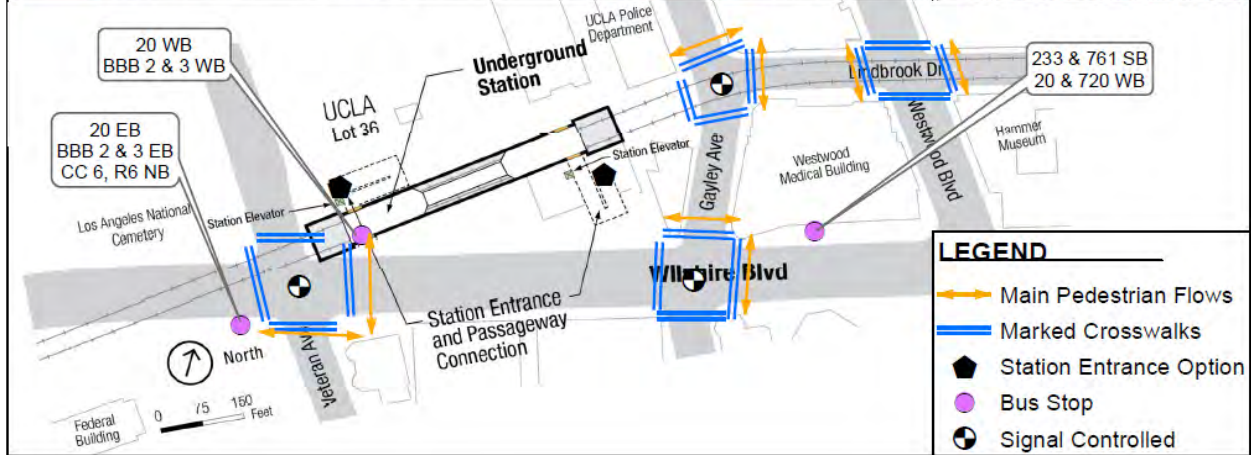 20 WB
BBB 2 & 3 WB
20 EB
BBB 2 & 3 EB
CC 6, R6 NB
UCLA
Lot 36
Underground
Station
UCLA Police
Department
Lindbrook Dr
233 & 761 SB
20 & 720 WB
Station Elevator
Gayley Ave
Westwood
Medical Building
Westwood Blvd
Hammer
Museum
Los Angeles National
Cemetery
Station Elevator
Wilshire Blvd
Station Entrance
and Passageway
Connection
Veteran Av
North
0 75 150
Feet
Federal
Building
LEGEND
Main Pedestrian Flows
Marked Crosswalks
Station Entrance Option
Bus Stop
Signal Controlled